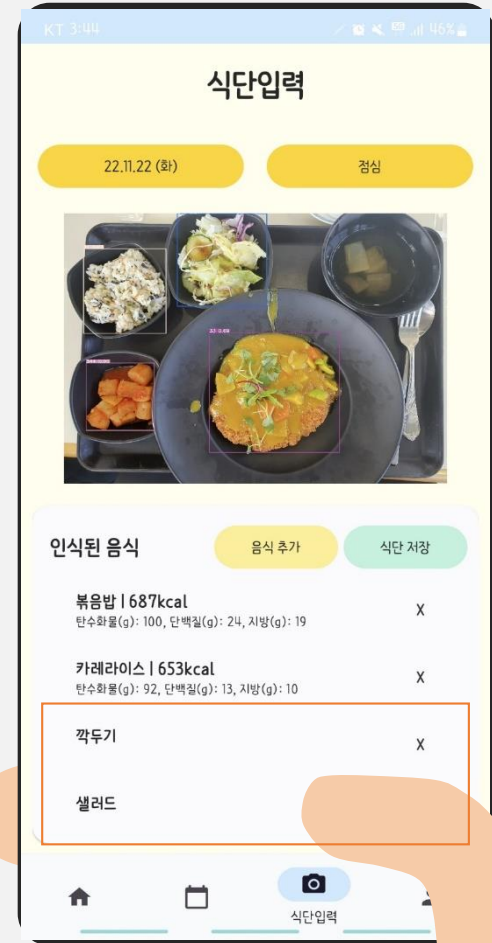 KT 3:44
46%
식단입력
22.11.22 (화)
점심
인식된 음식
음식 추가
식단 저장
볶음밥 | 687kcal
X
탄수화물(g): 100, 단백질(g): 24, 지방(g): 19
카레라이스 | 653kcal
X
탄수화물(g): 92, 단백질(g): 13, 지방(g): 10
깍두기
X
샐러드
식단입력